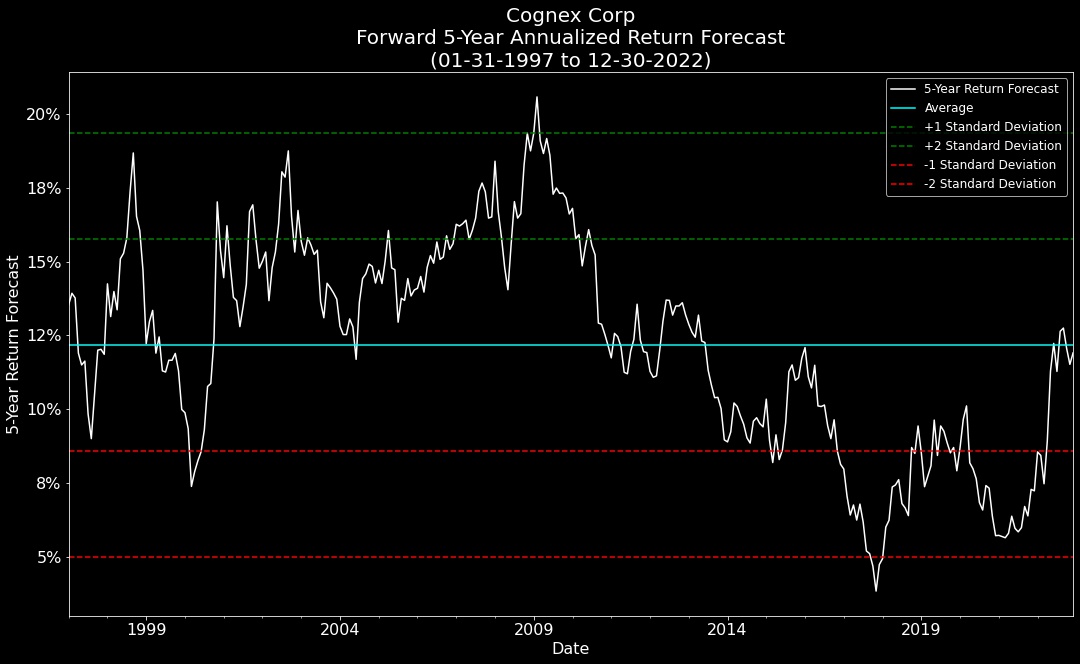 Cognex Corp
Forward 5-Year Annualized Return Forecast
(01-31-1997 to 12-30-2022)
5-Year Return Forecast
Average
+1 Standard Deviation
+2 Standard Deviation
-1 Standard Deviation
-2 Standard Deviation
5-Year Return Forecast
20%
18%
15%
12%
10%
8%
5%
1999
2004
2009
2014
2019
Date